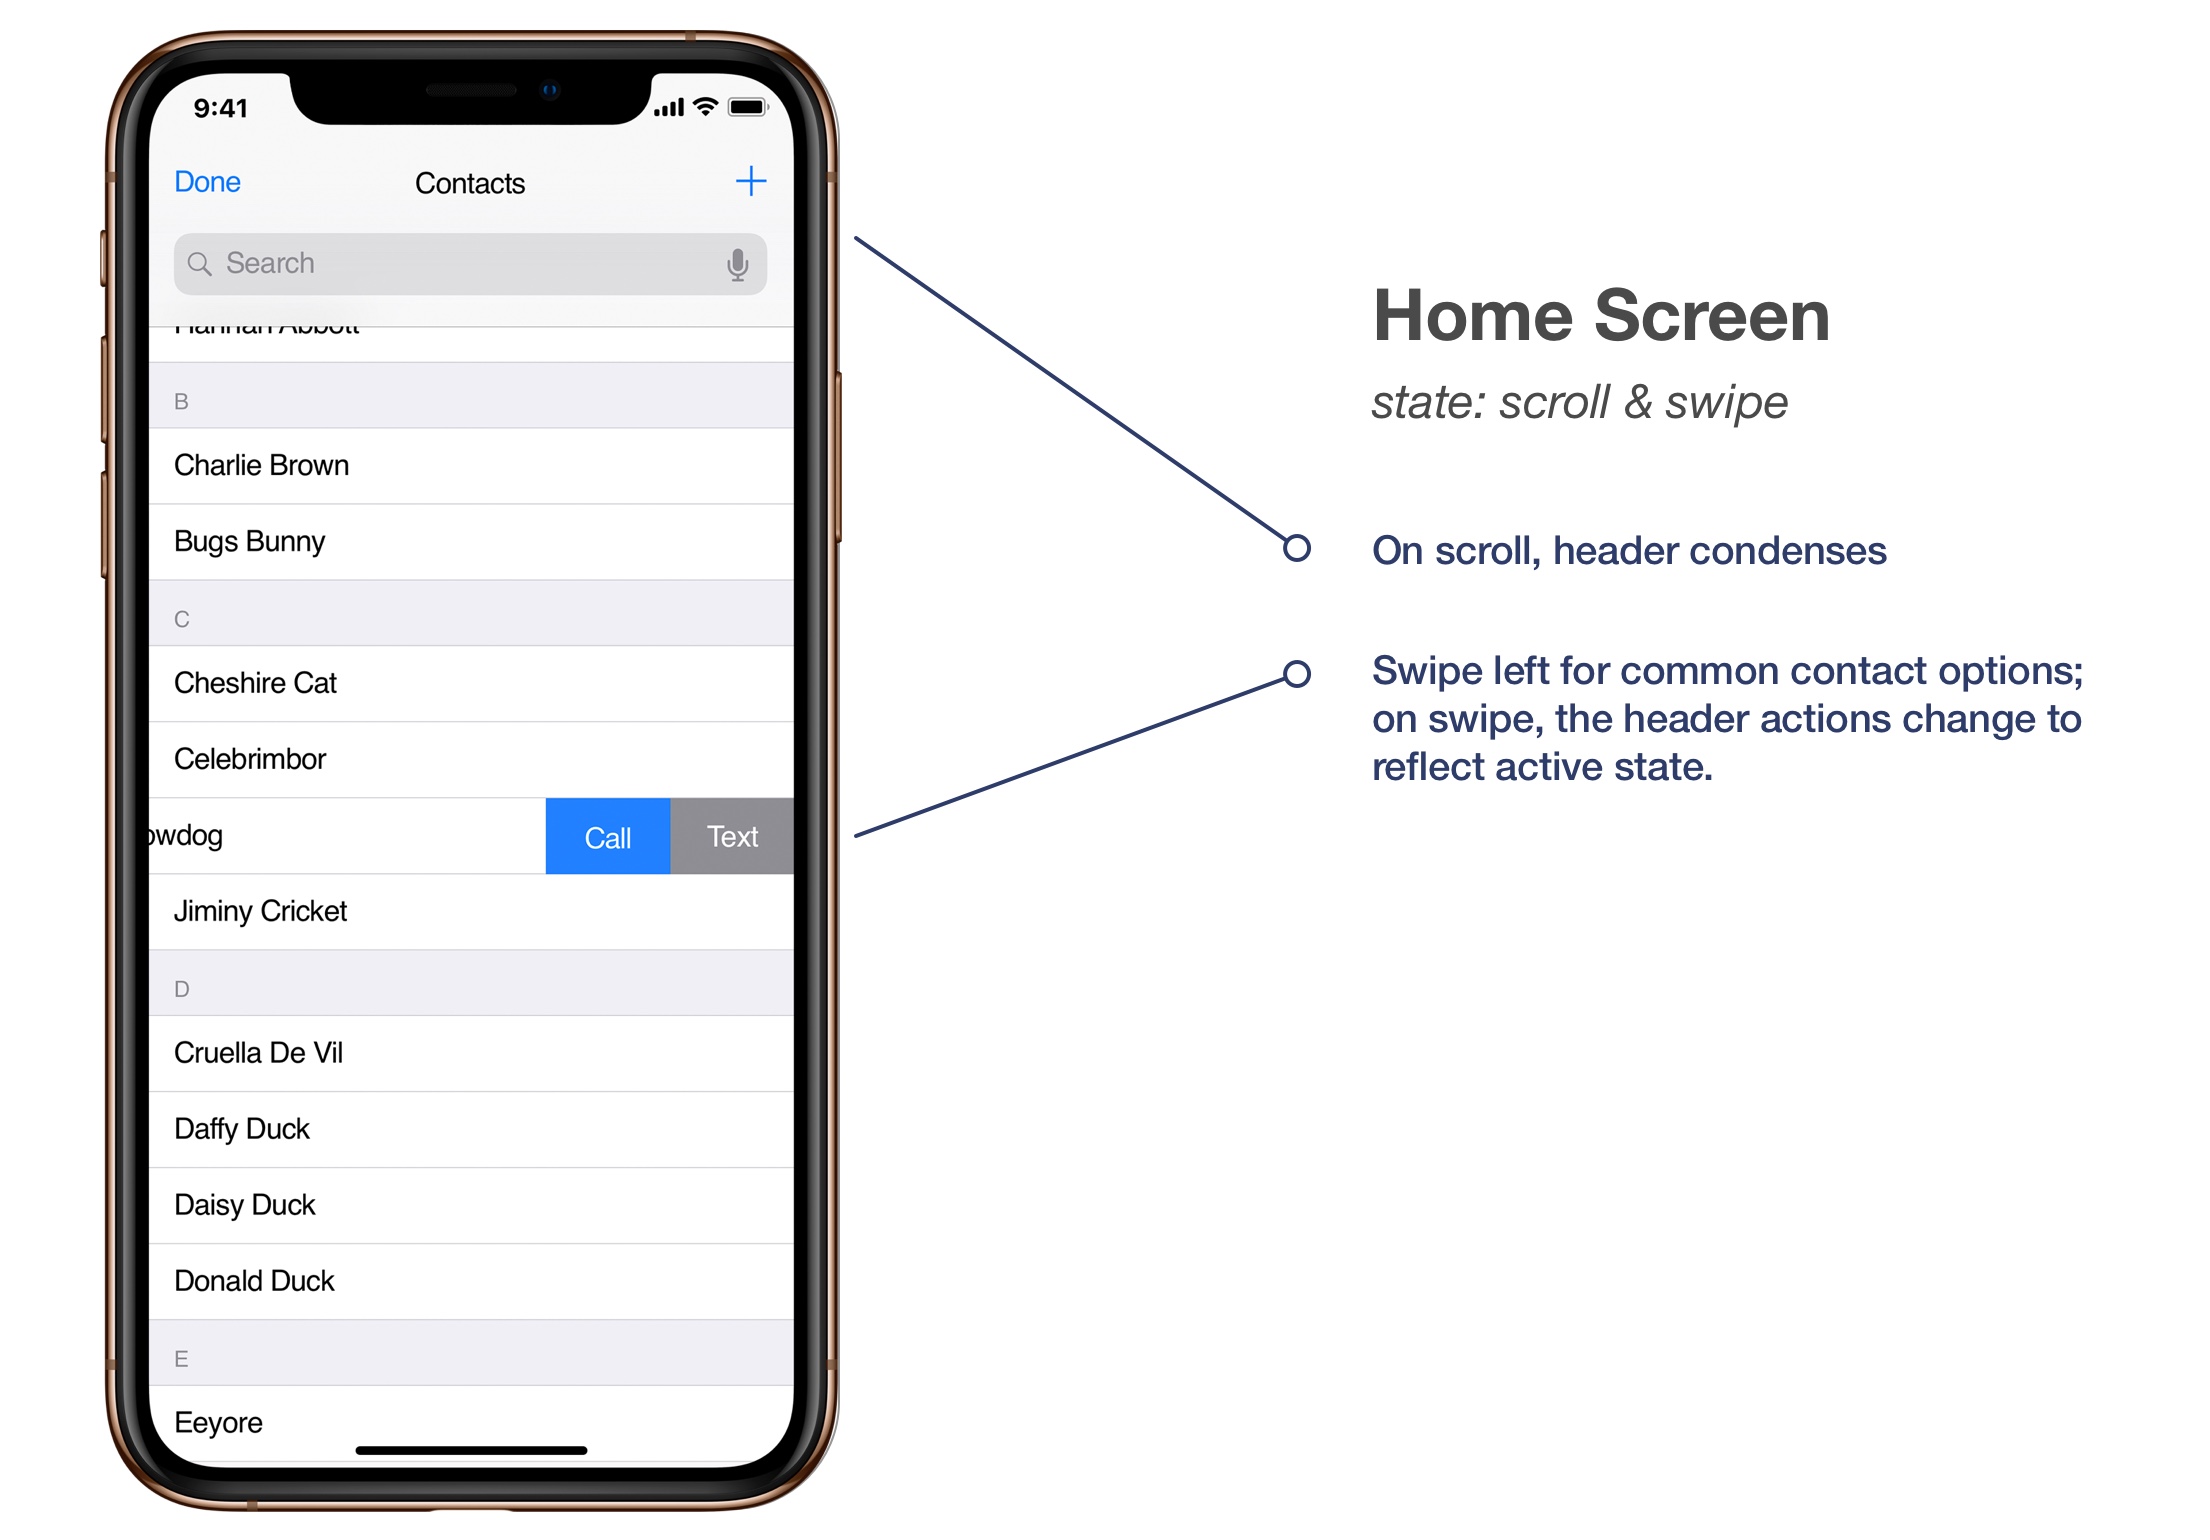 9:41
Done Contacts
Search
Hannah Abbott
B
Charlie Brown
Bugs Bunny
C
Cheshire Cat
Celebrimbor
owdog Call Text
Jiminy Cricket
D
Cruella De Vil
Daffy Duck
Daisy Duck
Donald Duck
E
Eeyore
Home Screen
state: scroll & swipe
On scroll, header condenses
Swipe left for common contact options;
on swipe, the header actions change to
reflect active state.